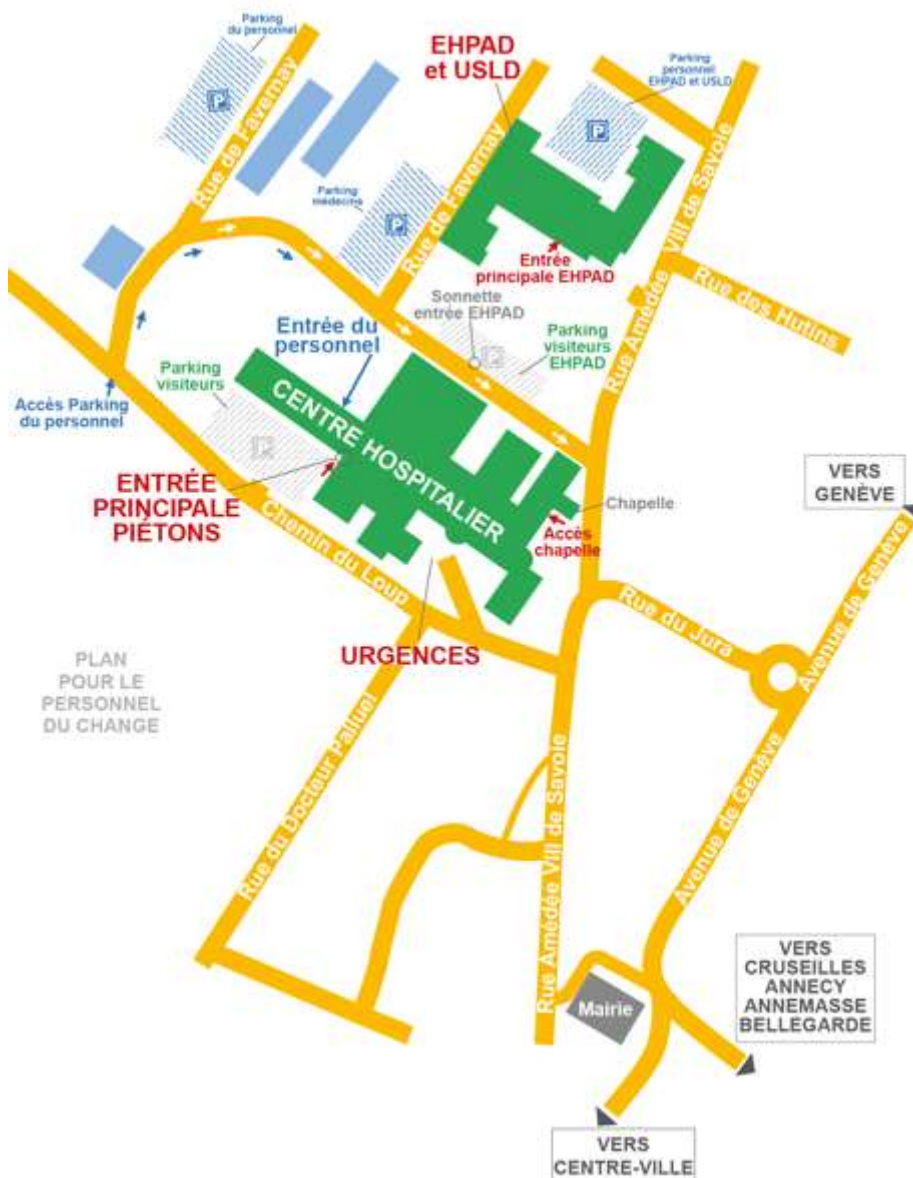 Parking
du personnel
EHPAD
et USLD
Parking
personnel
EHPAD et USLD
P
P
Rue de Favernay
Parking
médecins
P
Rue de Favernay
Rue Amédée VIII de Savoie
Entrée
principale EHPAD
Rue des Hutins
Sonnette
entrée EHPAD
Entrée du
personnel
Parking
visiteurs
EHPAD
P
Parking
visiteurs
Accès Parking
du personnel
P
CENTRE HOSPITALIER
ENTRÉE
PRINCIPALE
PIÉTONS
Chapelle
Accès
chapelle
VERS
GENÈVE
Chemin du Loup
Avenue de Genève
Rue du Jura
URGENCES
PLAN
POUR LE
PERSONNEL
DU CHANGE
Rue du Docteur Palluel
Rue Amédée VIII de Savoie
Avenue de Genève
VERS
CRUSEILLES
ANNECY
ANNEMASSE
BELLEGARDE
Mairie
VERS
CENTRE-VILLE